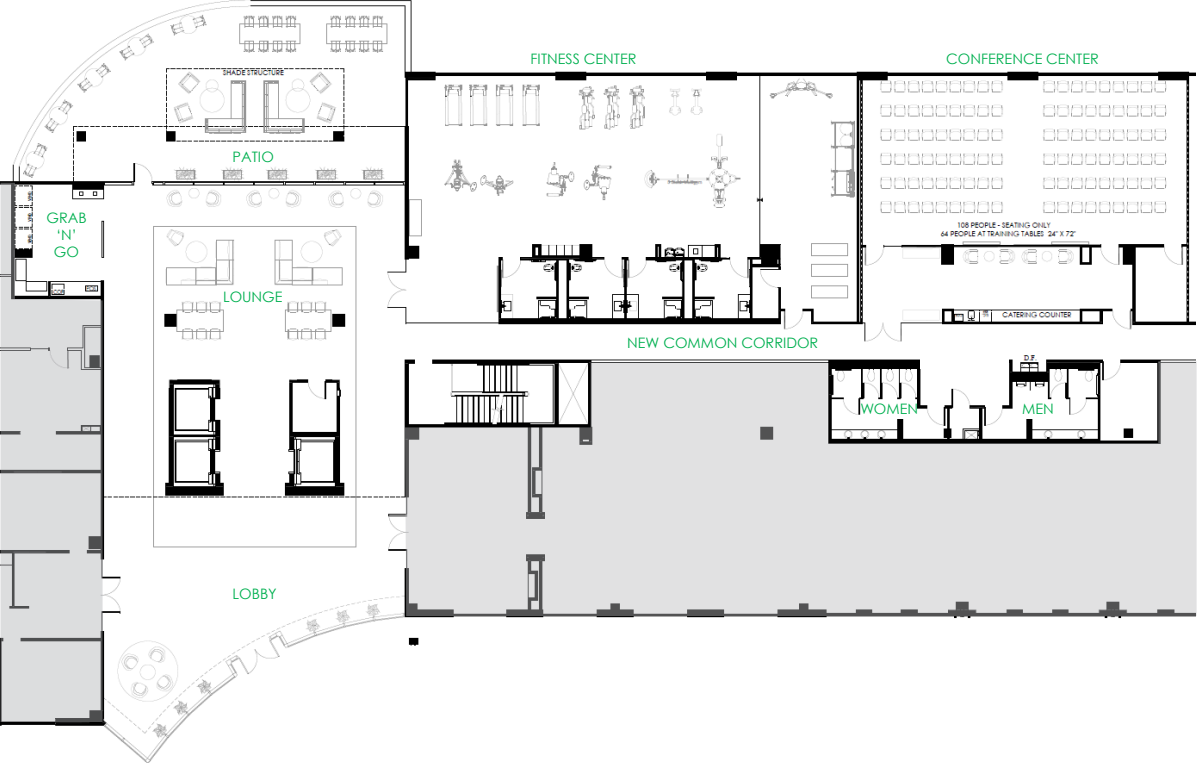 FITNESS CENTER
CONFERENCE CENTER
SHADE STRUCTURE
PATIO
GRAB
‘N’
GO
108 PEOPLE - SEATING ONLY
64 PEOPLE AT TRAINING TABLES 24" X 72"
LOUNGE
CATERING COUNTER
NEW COMMON CORRIDOR
D.F.
WOMEN
MEN
LOBBY